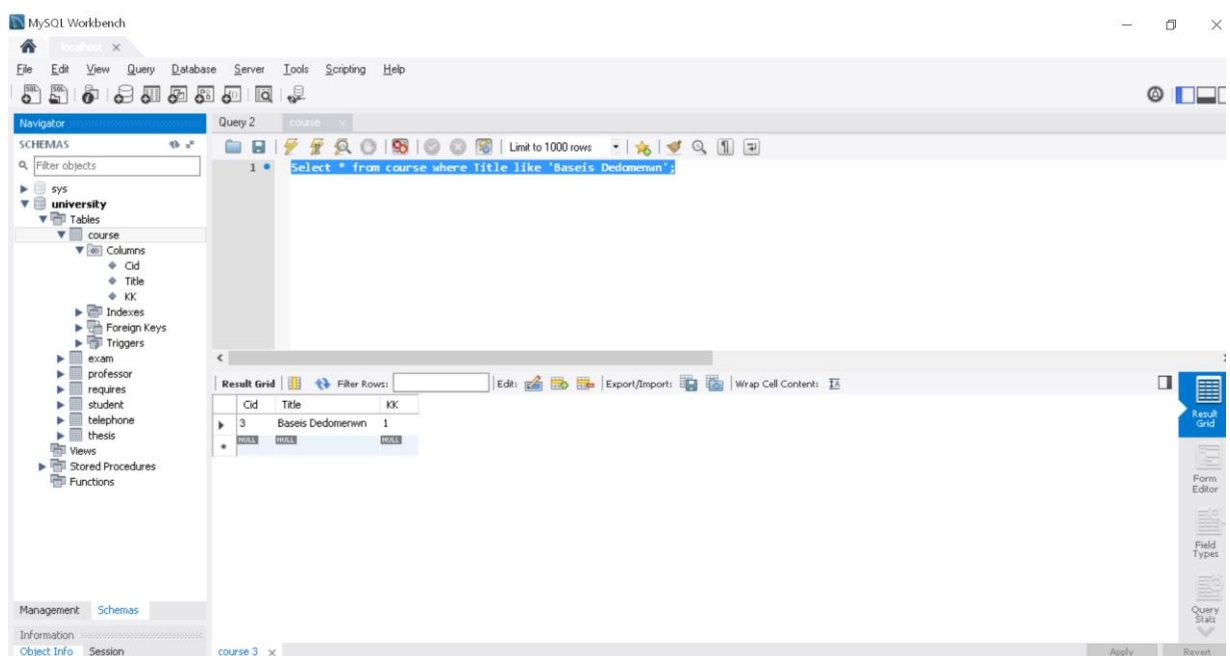 MySQL Workbench
localhost
File Edit View Query Database Server Tools Scripting Help
Navigator
SCHEMAS
Filter objects
sys
university
Tables
course
Columns
Cid
Title
KK
Indexes
Foreign Keys
Triggers
exam
professor
requires
student
telephone
thesis
Views
Stored Procedures
Functions
Management Schemas
Information
Object Info Session
Query 2 course
Limit to 1000 rows
1 Select * from course where Title like 'Baseis Dedomenwn';
Result Grid Filter Rows: Edit: Export/Import: Wrap Cell Content:
Cid Title KK
3 Baseis Dedomenwn 1
NULL NULL NULL
Result
Grid
Form
Editor
Field
Types
Query
Stats
course 3 Apply Revert